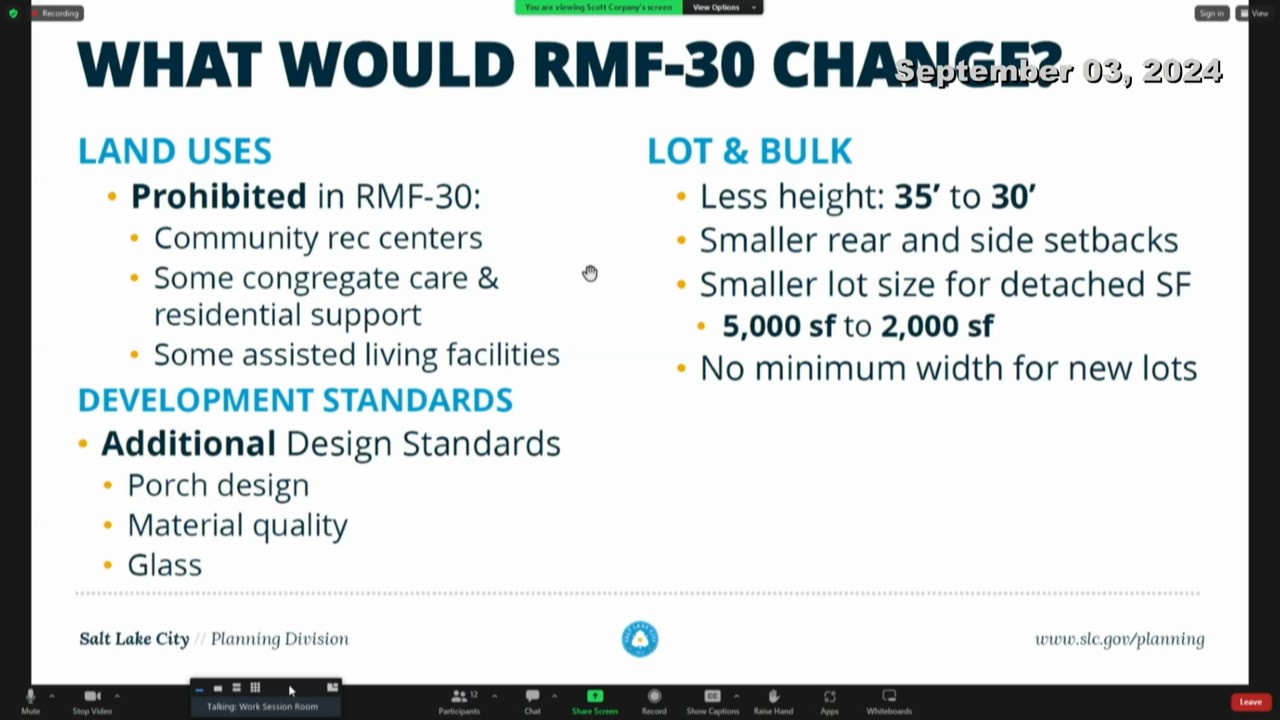 Recording
You are viewing Scott Corpany's screen
View Options
Sign in
View
WHAT WOULD RMF-30 CHANGE?
September 03, 2024
LAND USES
• Prohibited in RMF-30:
• Community rec centers
• Some congregate care &
residential support
• Some assisted living facilities
DEVELOPMENT STANDARDS
• Additional Design Standards
• Porch design
• Material quality
• Glass
LOT & BULK
• Less height: 35’ to 30’
• Smaller rear and side setbacks
• Smaller lot size for detached SF
• 5,000 sf to 2,000 sf
• No minimum width for new lots
Salt Lake City // Planning Division
SALT LAKE CITY
www.slc.gov/planning
Talking: Work Session Room
Mute
Stop Video
Participants
12
Chat
Share Screen
Record
CC
Show Captions
Raise Hand
Apps
Whiteboards
Leave